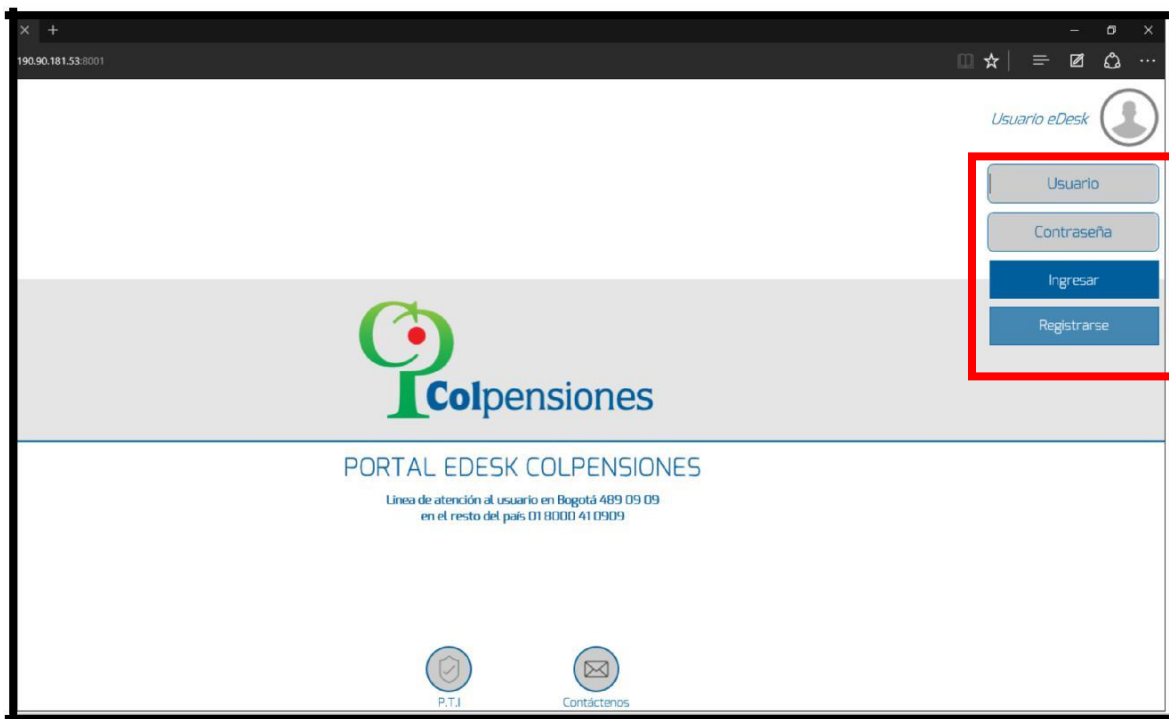 190.90.181.53:8001
Usuario eDesk
Usuario
Contraseña
Ingresar
Registrarse
Colpensiones
PORTAL EDESK COLPENSIONES
Linea de atención al usuario en Bogotá 489 09 09
en el resto del país 01 8000 41 0909
P.T.I
Contáctenos